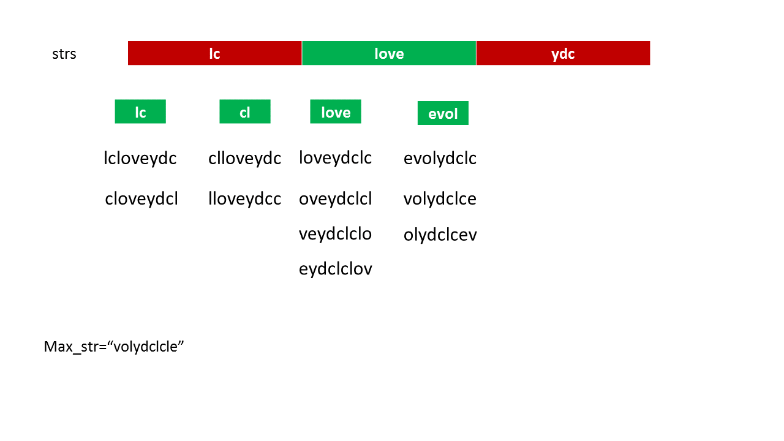 strs lc love ydc
lc cl love evol
lcloveydc clloveydc loveydclc evolydclc
cloveydcl lloveydcc oveydclcl volydclce
veydclclo olydclcev
eydclclov
Max_str=“volydclcle”